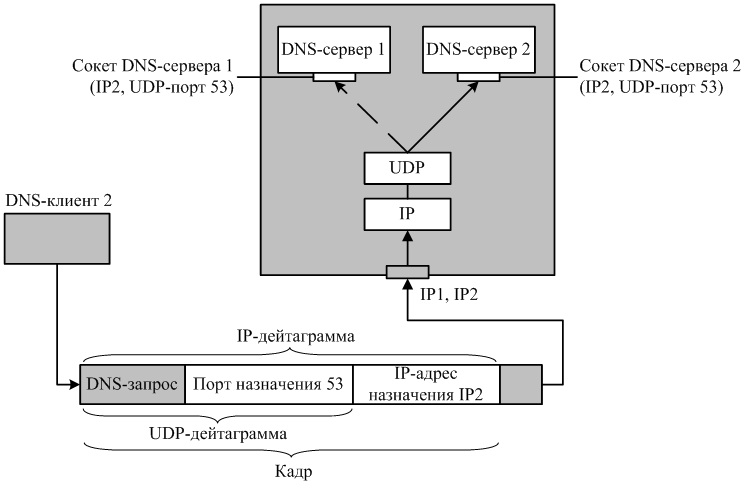 DNS-сервер 1
DNS-сервер 2
Сокет DNS-сервера 1
(IP2, UDP-порт 53)
Сокет DNS-сервера 2
(IP2, UDP-порт 53)
UDP
IP
DNS-клиент 2
IP1, IP2
IP-дейтаграмма
DNS-запрос
Порт назначения 53
IP-адрес
назначения IP2
UDP-дейтаграмма
Кадр